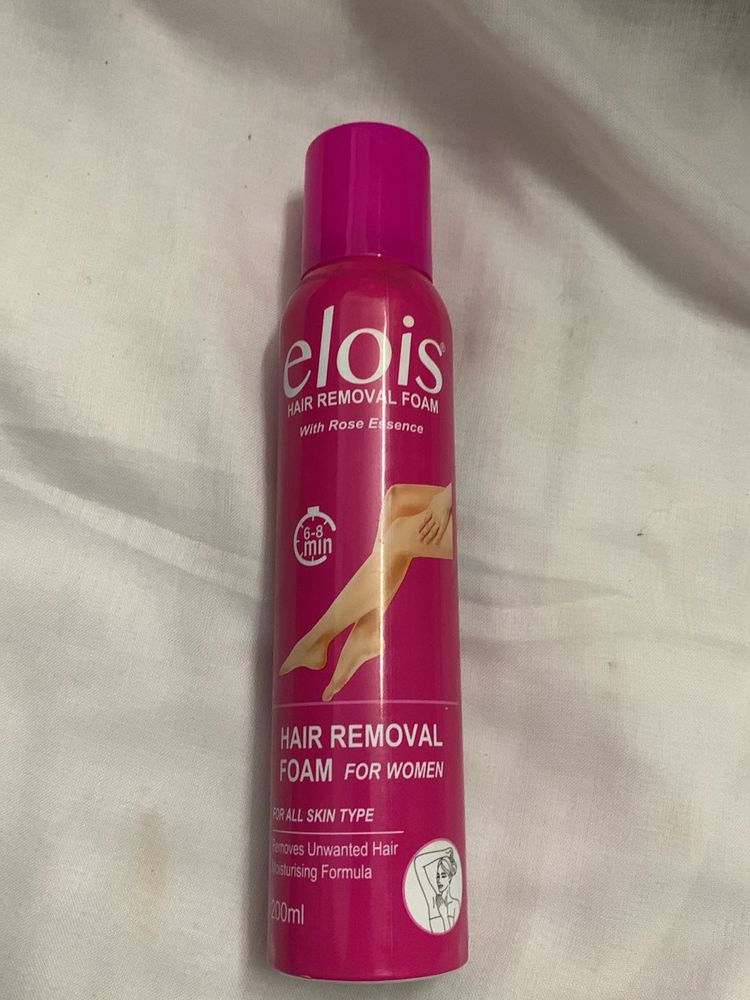 elois®
HAIR REMOVAL FOAM
With Rose Essence
6-8
min
HAIR REMOVAL
FOAM FOR WOMEN
FOR ALL SKIN TYPE
Removes Unwanted Hair
Moisturising Formula
200ml